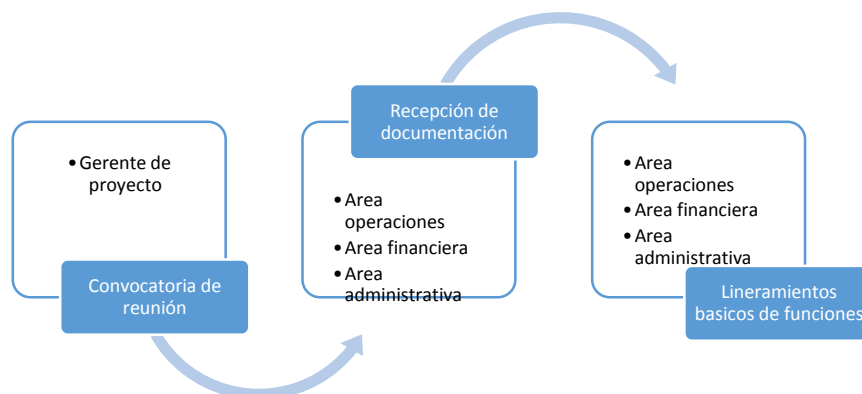 • Gerente de
proyecto
Convocatoria de
reunión
Recepción de
documentación
• Area
operaciones
• Area financiera
• Area
administrativa
• Area
operaciones
• Area financiera
• Area
administrativa
Lineramientos
basicos de funciones